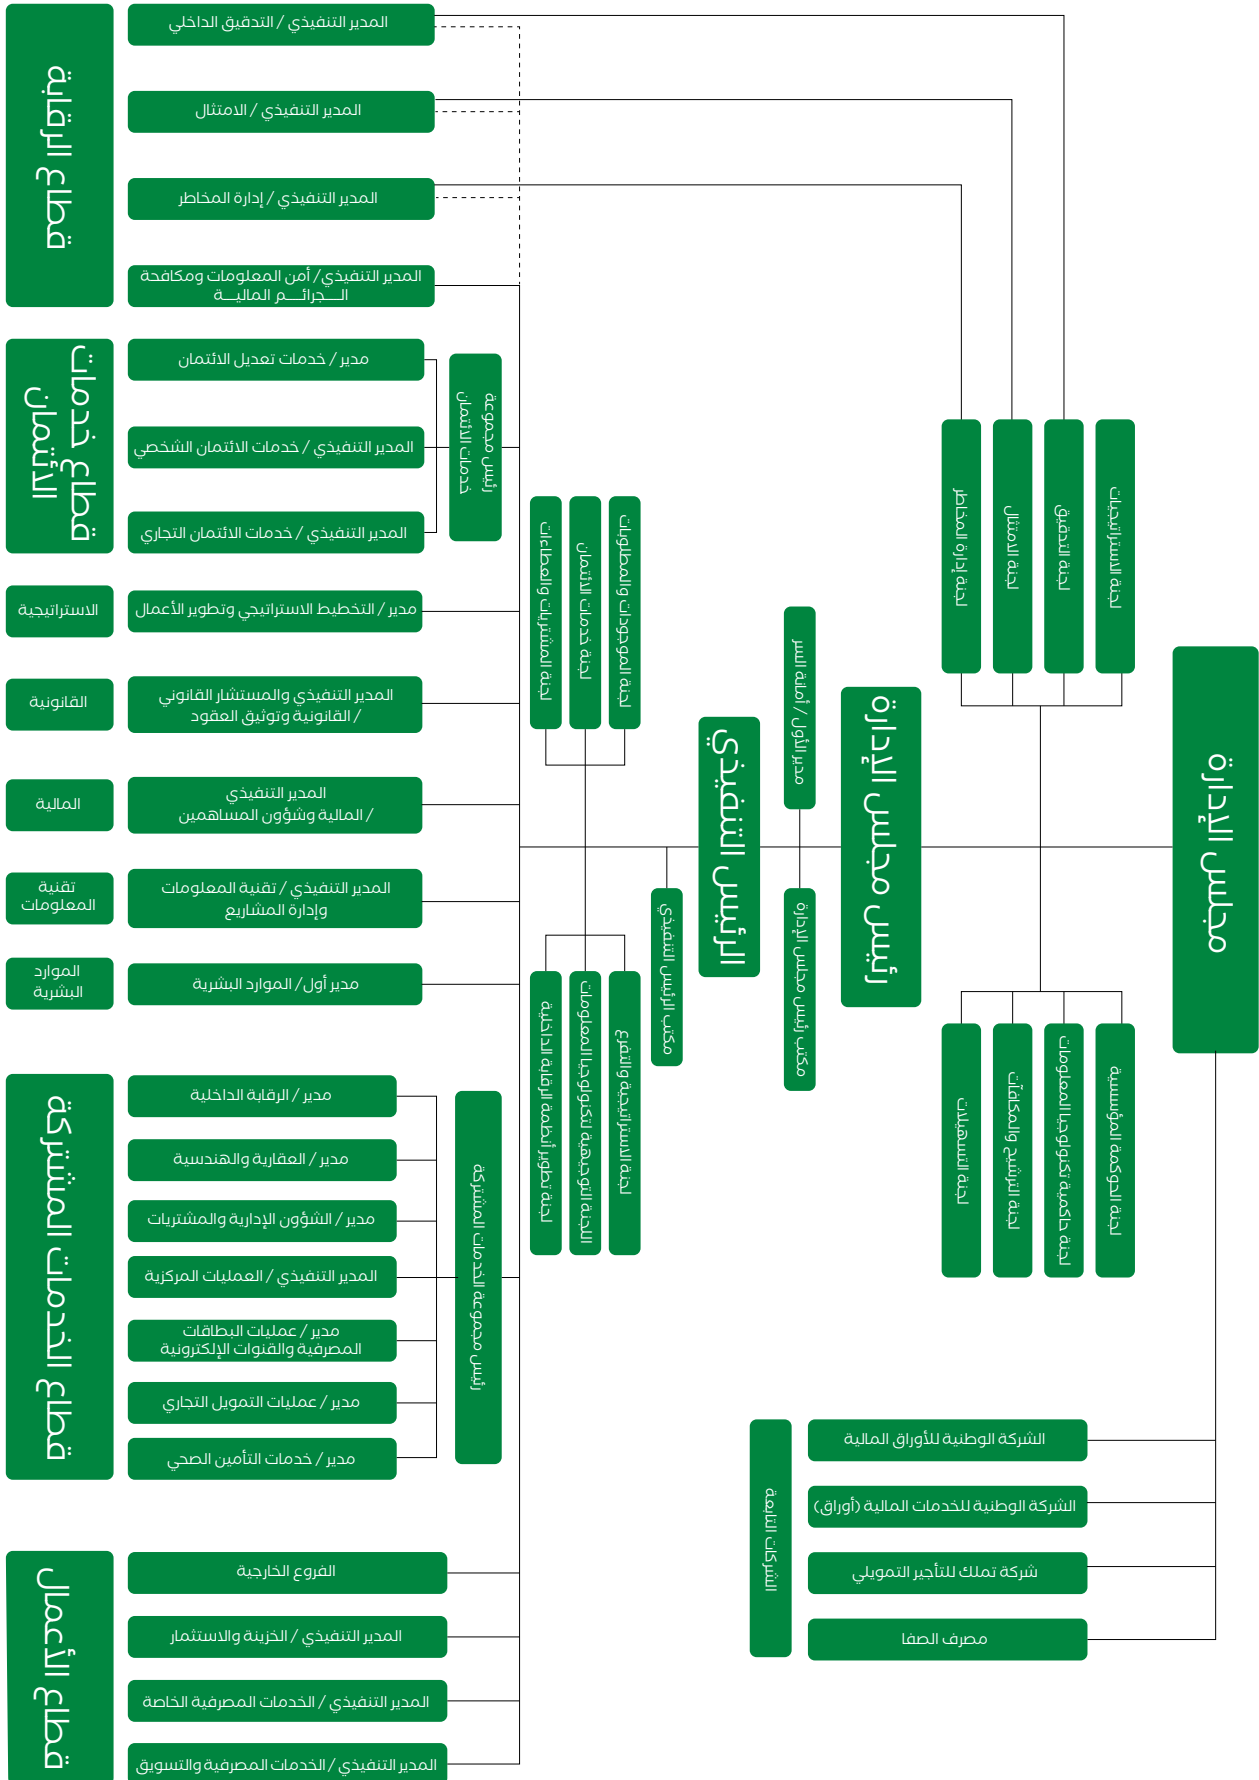 مجلس الإدارة
لجنة الاستراتيجيات
لجنة التدقيق
لجنة الامتثال
لجنة إدارة المخاطر
لجنة الحوكمة المؤسسية
لجنة حاكمية تكنولوجيا المعلومات
لجنة الترشيح والمكافآت
لجنة التسهيلات
رئيس مجلس الإدارة
مدير الأول / أمانة السر
مكتب رئيس مجلس الإدارة
الرئيس التنفيذي
مكتب الرئيس التنفيذي
لجنة الموجودات والمطلوبات
لجنة خدمات الائتمان
لجنة المشتريات والعطاءات
لجنة الاستراتيجية والتفرع
اللجنة التوجيهية لتكنولوجيا المعلومات
لجنة تطوير أنظمة الرقابة الداخلية
الشركات التابعة
الشركة الوطنية للأوراق المالية
الشركة الوطنية للخدمات المالية (أوراق)
شركة تملك للتأجير التمويلي
مصرف الصفا
قطاع الرقابة
المدير التنفيذي / التدقيق الداخلي
المدير التنفيذي / الامتثال
المدير التنفيذي / إدارة المخاطر
المدير التنفيذي/ أمن المعلومات ومكافحة
الـــجرائـــم الماليـــة
قطاع خدمات
الائتمان
رئيس مجموعة
خدمات الائتمان
مدير / خدمات تعديل الائتمان
المدير التنفيذي / خدمات الائتمان الشخصي
المدير التنفيذي / خدمات الائتمان التجاري
الاستراتيجية
مدير / التخطيط الاستراتيجي وتطوير الأعمال
القانونية
المدير التنفيذي والمستشار القانوني
/ القانونية وتوثيق العقود
المالية
المدير التنفيذي
/ المالية وشؤون المساهمين
تقنية
المعلومات
المدير التنفيذي / تقنية المعلومات
وإدارة المشاريع
الموارد
البشرية
مدير أول/ الموارد البشرية
قطاع الخدمات المشتركة
رئيس مجموعة الخدمات المشتركة
مدير / الرقابة الداخلية
مدير / العقارية والهندسية
مدير / الشؤون الإدارية والمشتريات
المدير التنفيذي / العمليات المركزية
مدير / عمليات البطاقات
المصرفية والقنوات الإلكترونية
مدير / عمليات التمويل التجاري
مدير / خدمات التأمين الصحي
قطاع الأعمال
الفروع الخارجية
المدير التنفيذي / الخزينة والاستثمار
المدير التنفيذي / الخدمات المصرفية الخاصة
المدير التنفيذي / الخدمات المصرفية والتسويق